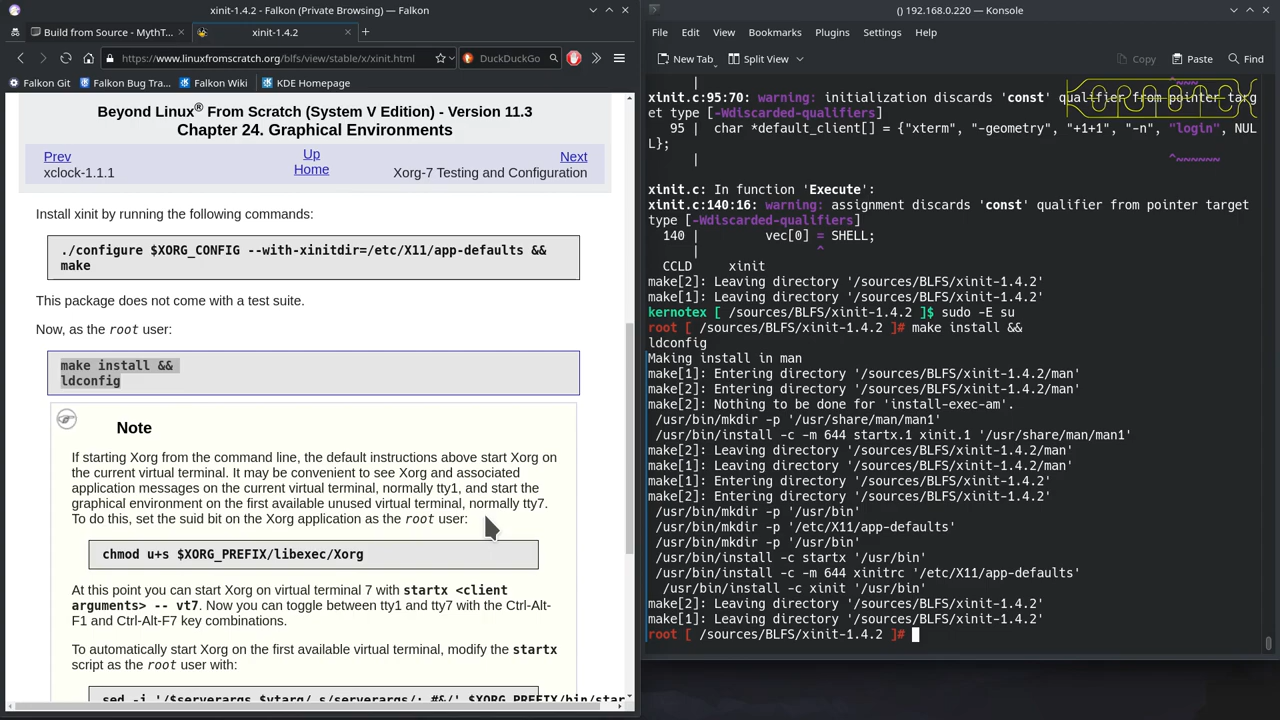 xinit-1.4.2 - Falkon (Private Browsing) — Falkon
Build from Source - MythT...
xinit-1.4.2
https://www.linuxfromscratch.org/blfs/view/stable/x/xinit.html
DuckDuckGo
Falkon Git
Falkon Bug Tra...
Falkon Wiki
KDE Homepage
Beyond Linux® From Scratch (System V Edition) - Version 11.3
Chapter 24. Graphical Environments
Prev
xclock-1.1.1
Up
Home
Next
Xorg-7 Testing and Configuration
Install xinit by running the following commands:
./configure $XORG_CONFIG --with-xinitdir=/etc/X11/app-defaults &&
make
This package does not come with a test suite.
Now, as the root user:
make install &&
ldconfig
Note
If starting Xorg from the command line, the default instructions above start Xorg on
the current virtual terminal. It may be convenient to see Xorg and associated
application messages on the current virtual terminal, normally tty1, and start the
graphical environment on the first available unused virtual terminal, normally tty7.
To do this, set the suid bit on the Xorg application as the root user:
chmod u+s $XORG_PREFIX/libexec/Xorg
At this point you can start Xorg on virtual terminal 7 with startx <client
arguments> -- vt7. Now you can toggle between tty1 and tty7 with the Ctrl-Alt-
F1 and Ctrl-Alt-F7 key combinations.
To automatically start Xorg on the first available virtual terminal, modify the startx
script as the root user with:
sed -i '/$serverargs $vtarg/ s/serverargs/: #&/' $XORG_PREFIX/bin/star
() 192.168.0.220 — Konsole
File Edit View Bookmarks Plugins Settings Help
New Tab
Split View
Copy
Paste
Find
| ^~~~
xinit.c:95:70: warning: initialization discards 'const' qualifier from pointer targ
et type [-Wdiscarded-qualifiers]
95 | char *default_client[] = {"xterm", "-geometry", "+1+1", "-n", "login", NUL
L};
| ^~~~~~~
xinit.c: In function 'Execute':
xinit.c:140:16: warning: assignment discards 'const' qualifier from pointer target
type [-Wdiscarded-qualifiers]
140 | vec[0] = SHELL;
| ^
CCLD xinit
make[2]: Leaving directory '/sources/BLFS/xinit-1.4.2'
make[1]: Leaving directory '/sources/BLFS/xinit-1.4.2'
kernotex [ /sources/BLFS/xinit-1.4.2 ]$ sudo -E su
root [ /sources/BLFS/xinit-1.4.2 ]# make install &&
ldconfig
Making install in man
make[1]: Entering directory '/sources/BLFS/xinit-1.4.2/man'
make[2]: Entering directory '/sources/BLFS/xinit-1.4.2/man'
make[2]: Nothing to be done for 'install-exec-am'.
/usr/bin/mkdir -p '/usr/share/man/man1'
/usr/bin/install -c -m 644 startx.1 xinit.1 '/usr/share/man/man1'
make[2]: Leaving directory '/sources/BLFS/xinit-1.4.2/man'
make[1]: Leaving directory '/sources/BLFS/xinit-1.4.2/man'
make[1]: Entering directory '/sources/BLFS/xinit-1.4.2'
make[2]: Entering directory '/sources/BLFS/xinit-1.4.2'
/usr/bin/mkdir -p '/usr/bin'
/usr/bin/mkdir -p '/etc/X11/app-defaults'
/usr/bin/mkdir -p '/usr/bin'
/usr/bin/install -c startx '/usr/bin'
/usr/bin/install -c -m 644 xinitrc '/etc/X11/app-defaults'
/usr/bin/install -c xinit '/usr/bin'
make[2]: Leaving directory '/sources/BLFS/xinit-1.4.2'
make[1]: Leaving directory '/sources/BLFS/xinit-1.4.2'
root [ /sources/BLFS/xinit-1.4.2 ]#